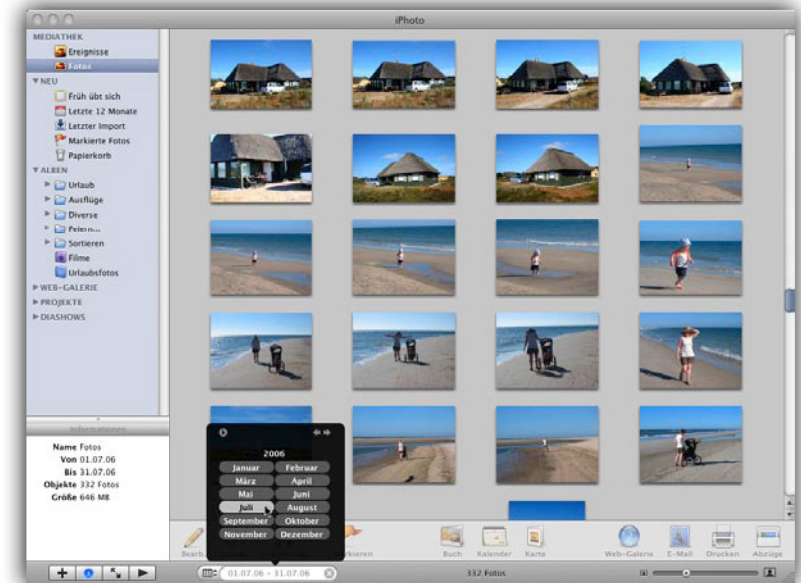 iPhoto
MEDIATHEK
Ereignisse
Fotos
NEU
Früh übt sich
Letzte 12 Monate
Letzter Import
Markierte Fotos
Papierkorb
ALBEN
Urlaub
Ausflüge
Diverse
Feiern...
Sortieren
Filme
Urlaubsfotos
WEB-GALERIE
PROJEKTE
DIASHOWS
Informationen
Name Fotos
Von 01.07.06
Bis 31.07.06
Objekte 332 Fotos
Größe 646 MB
2006
Januar Februar
März April
Mai Juni
Juli August
September Oktober
November Dezember
Buch Kalender Karte Web-Galerie E-Mail Drucken Abzüge
01.07.06 - 31.07.06
332 Fotos